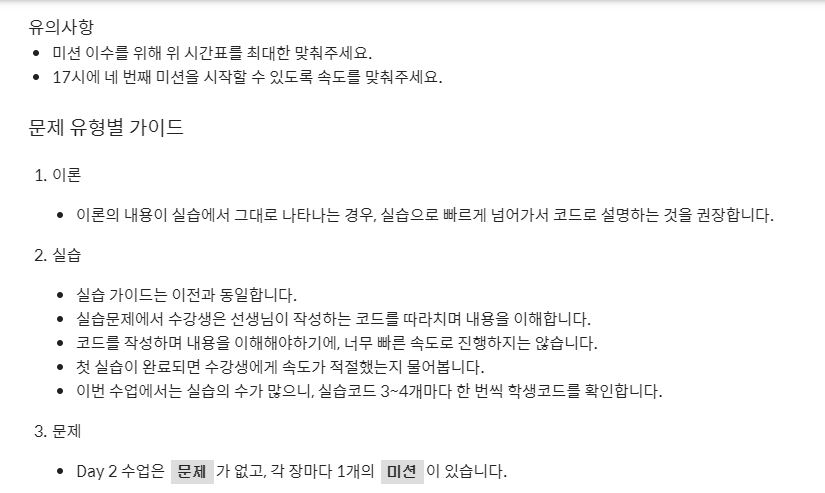 유의사항
• 미션 이수를 위해 위 시간표를 최대한 맞춰주세요.
• 17시에 네 번째 미션을 시작할 수 있도록 속도를 맞춰주세요.
문제 유형별 가이드
1. 이론
• 이론의 내용이 실습에서 그대로 나타나는 경우, 실습으로 빠르게 넘어가서 코드로 설명하는 것을 권장합니다.
2. 실습
• 실습 가이드는 이전과 동일합니다.
• 실습문제에서 수강생은 선생님이 작성하는 코드를 따라치며 내용을 이해합니다.
• 코드를 작성하며 내용을 이해해야하기에, 너무 빠른 속도로 진행하지는 않습니다.
• 첫 실습이 완료되면 수강생에게 속도가 적절했는지 물어봅니다.
• 이번 수업에서는 실습의 수가 많으니, 실습코드 3~4개마다 한 번씩 학생코드를 확인합니다.
3. 문제
• Day 2 수업은 문제 가 없고, 각 장마다 1개의 미션 이 있습니다.